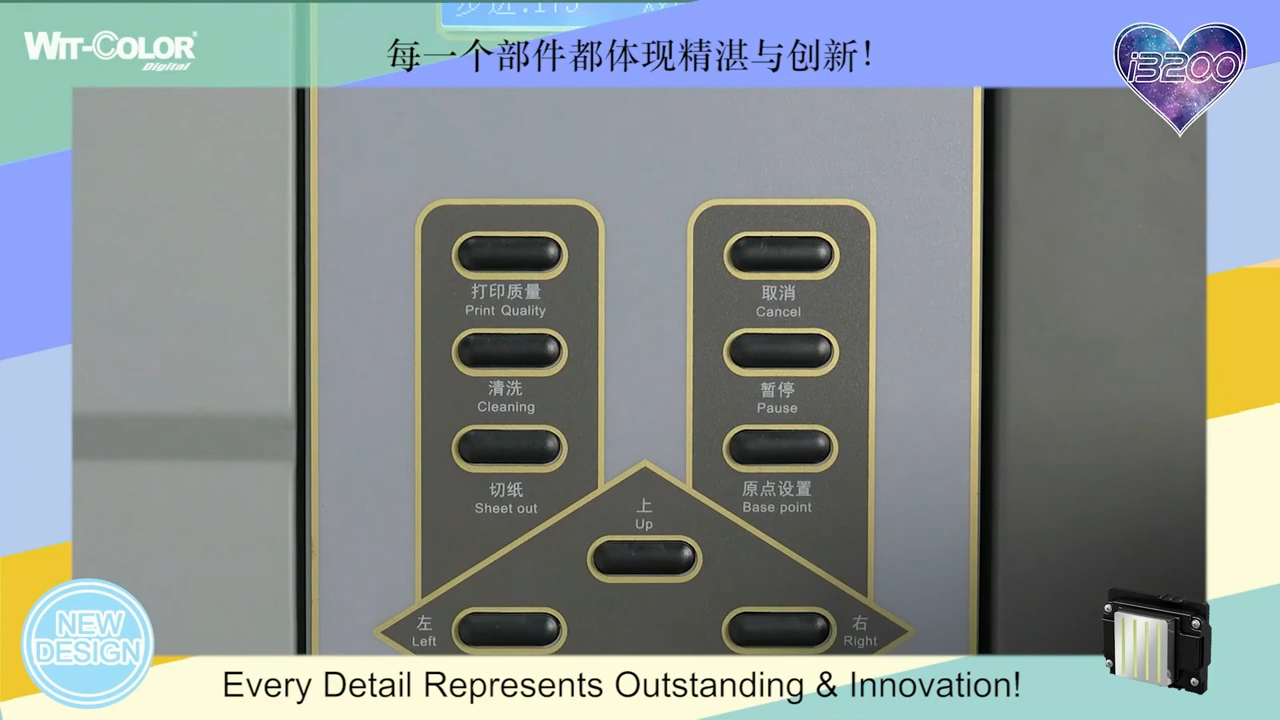 WIT-COLOR
Digital
每一个部件都体现精湛与创新!
i3200
打印质量
Print Quality
取消
Cancel
清洗
Cleaning
暂停
Pause
切纸
Sheet out
原点设置
Base point
上
Up
左
Left
右
Right
NEW
DESIGN
Every Detail Represents Outstanding & Innovation!